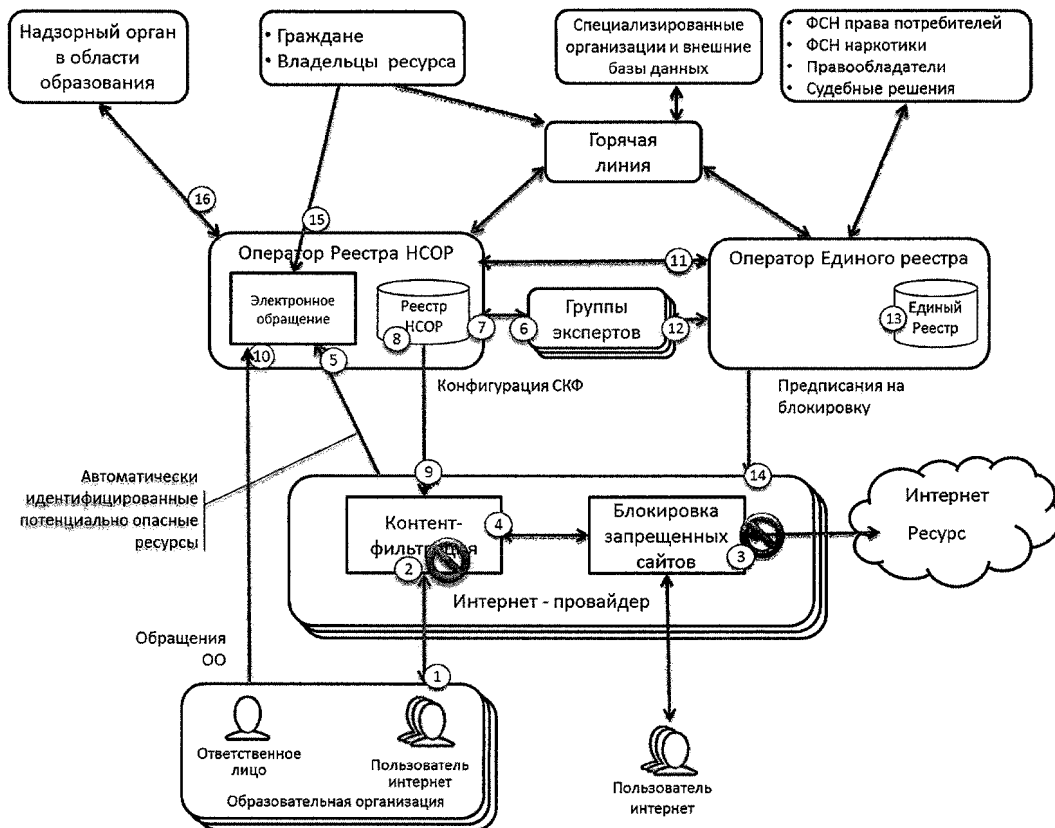 Надзорный орган
в области
образования
• Граждане
• Владельцы ресурса
Специализированные
организации и внешние
базы данных
• ФСН права потребителей
• ФСН наркотики
• Правообладатели
• Судебные решения
Горячая
линия
16
15
Оператор Реестра НСОР
11
Оператор Единого реестра
Электронное
обращение
Реестр
НСОР
8
7
6
Группы
экспертов
12
13
Единый
Реестр
10
5
Конфигурация СКФ
Предписания на
блокировку
Автоматически
идентифицированные
потенциально опасные
ресурсы
9
14
Контент-
фильтрация
2
4
Блокировка
запрещенных
сайтов
3
Интернет
Ресурс
Интернет - провайдер
Обращения
ОО
1
Ответственное
лицо
Пользователь
интернет
Образовательная организация
Пользователь
интернет